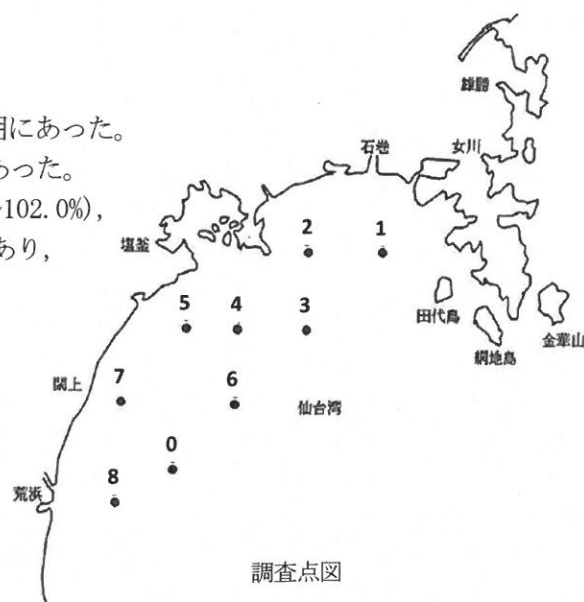 囲にあった。
あった。
~102.0%),
あり,
雄勝
石巻
女川
塩釜
2
1
田代島
金華山
網地島
5
4
3
閖上
7
6
仙台湾
0
荒浜
8
調査点図